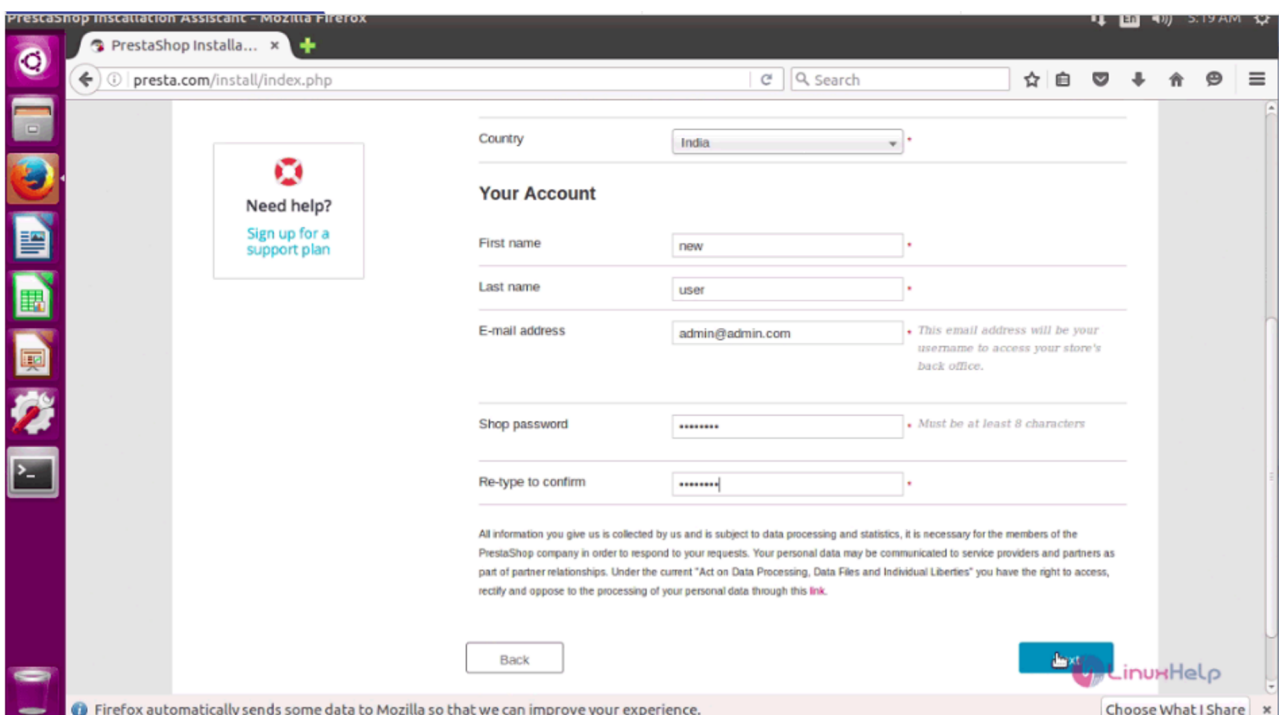 PrestaShop Installation Assistant - Mozilla Firefox
En
5:19 AM
PrestaShop Installa... ×
presta.com/install/index.php
Search
Country
India
*
Need help?
Sign up for a
support plan
Your Account
First name
new
*
Last name
user
*
E-mail address
admin@admin.com
* This email address will be your
username to access your store's
back office.
Shop password
••••••••
* Must be at least 8 characters
Re-type to confirm
••••••••
*
All information you give us is collected by us and is subject to data processing and statistics, it is necessary for the members of the
PrestaShop company in order to respond to your requests. Your personal data may be communicated to service providers and partners as
part of partner relationships. Under the current "Act on Data Processing, Data Files and Individual Liberties" you have the right to access,
rectify and oppose to the processing of your personal data through this link.
Back
LinuxHelp
Firefox automatically sends some data to Mozilla so that we can improve your experience.
Choose What I Share ×